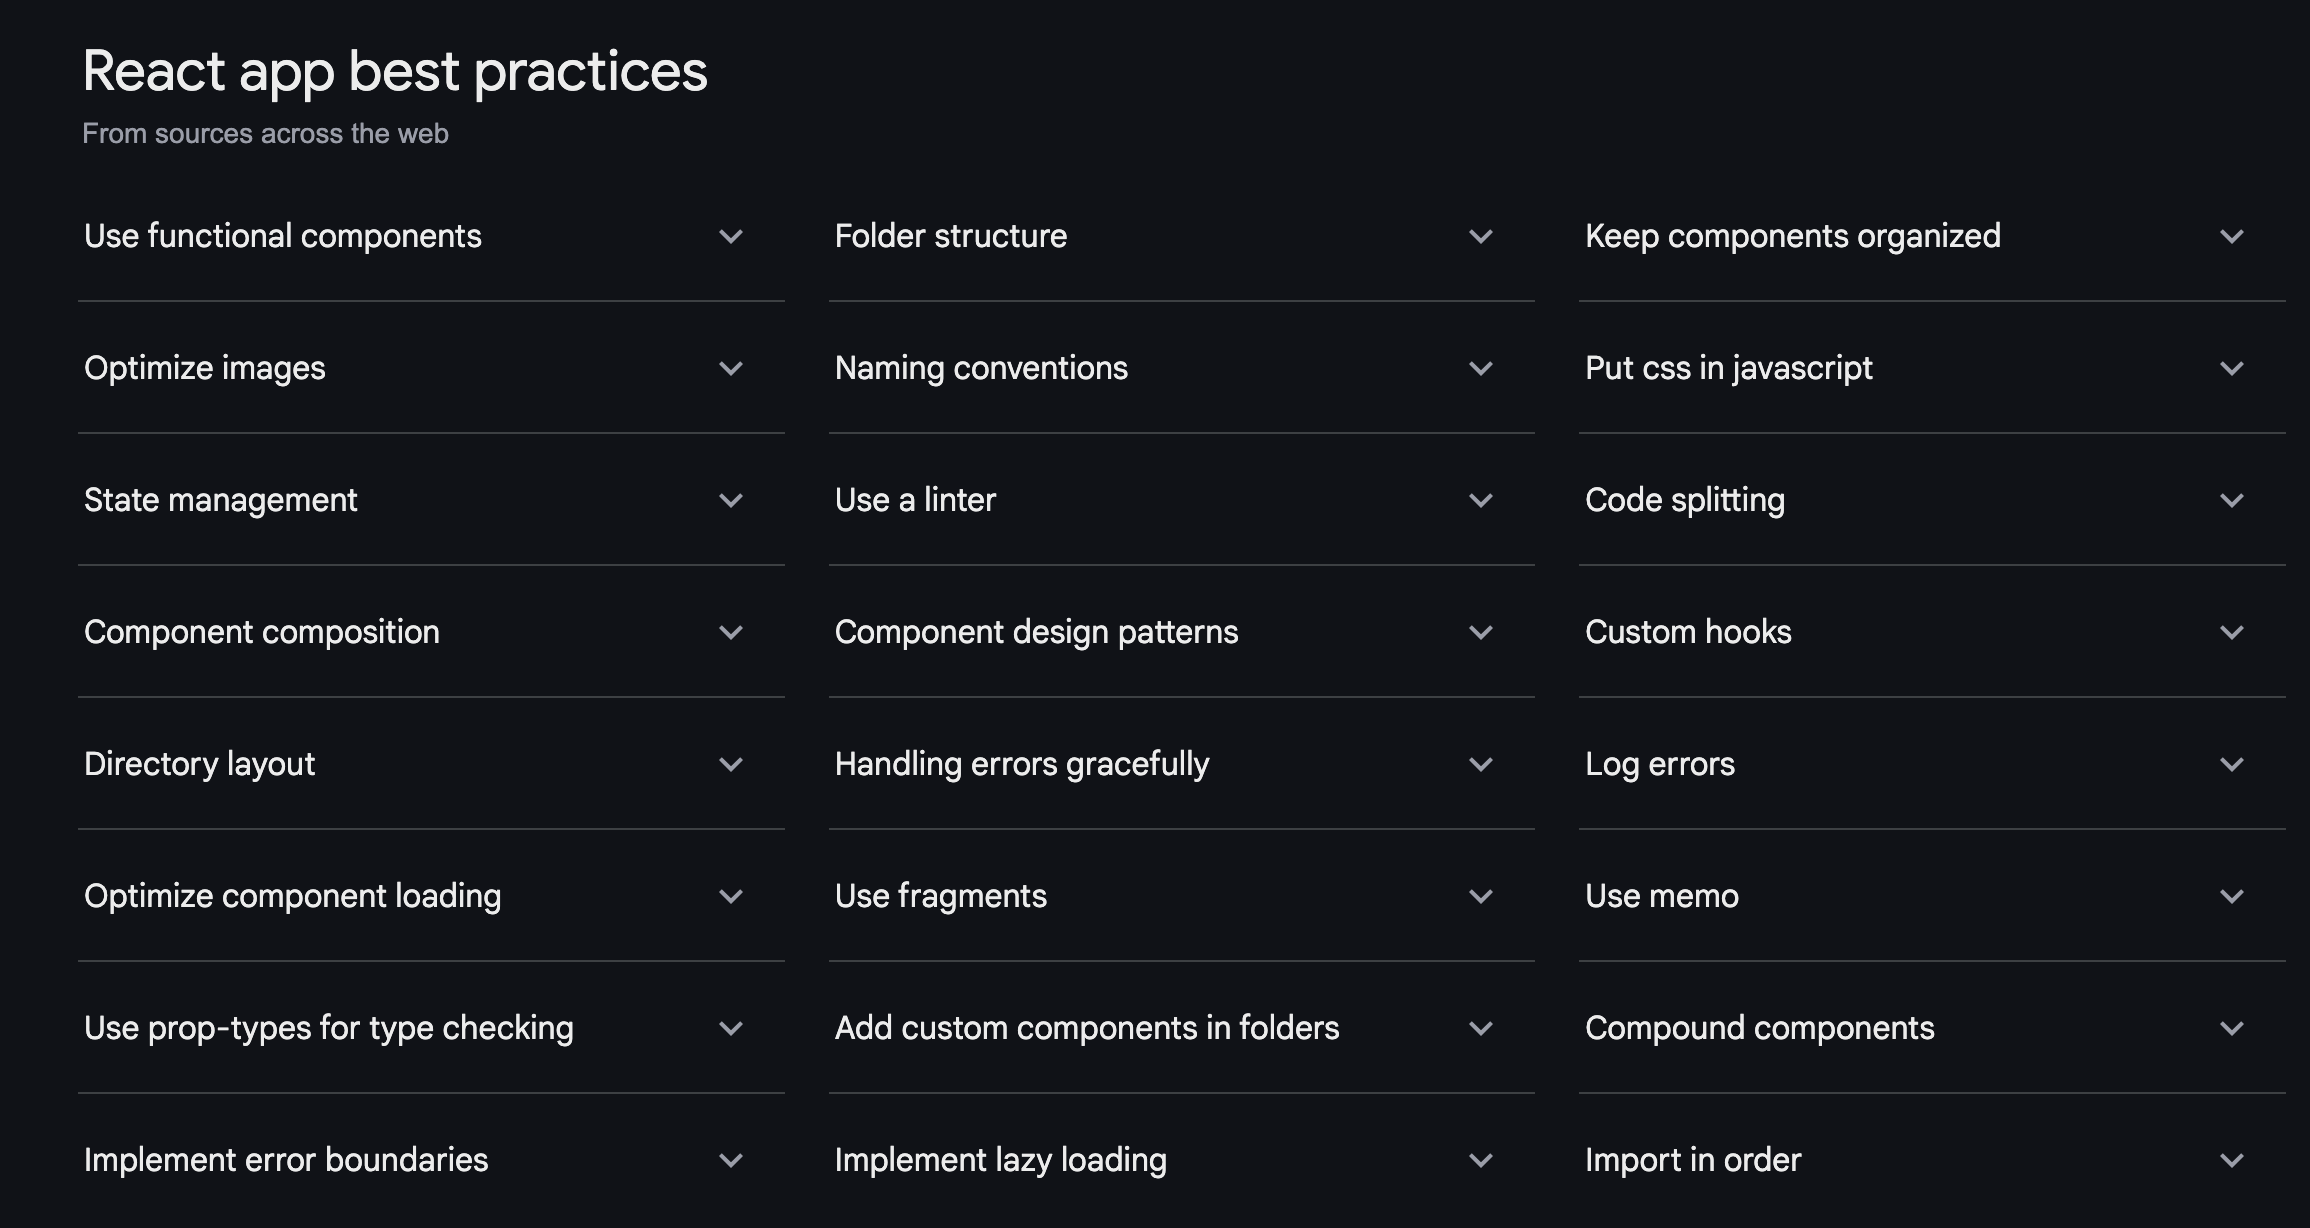 React app best practices
From sources across the web
Use functional components
Folder structure
Keep components organized
Optimize images
Naming conventions
Put css in javascript
State management
Use a linter
Code splitting
Component composition
Component design patterns
Custom hooks
Directory layout
Handling errors gracefully
Log errors
Optimize component loading
Use fragments
Use memo
Use prop-types for type checking
Add custom components in folders
Compound components
Implement error boundaries
Implement lazy loading
Import in order